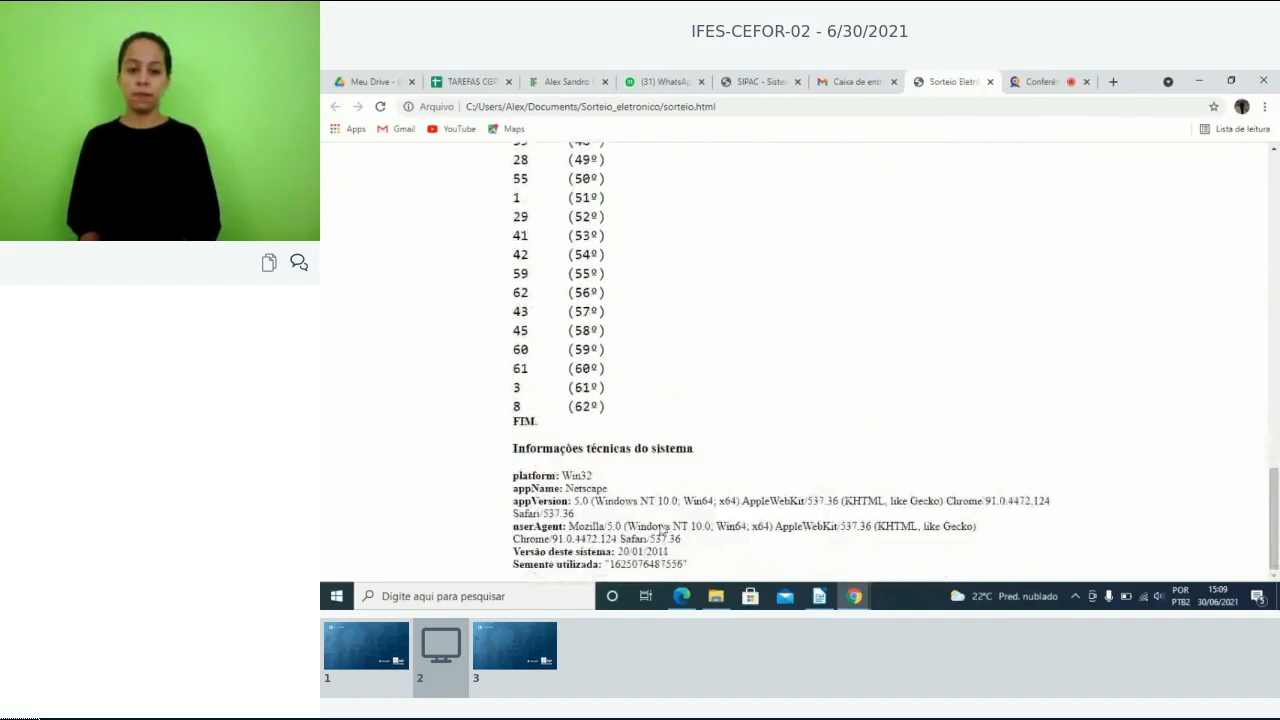 IFES-CEFOR-02 - 6/30/2021
Meu Drive - G
TAREFAS CGP
Alex Sandro
(31) WhatsAp
SIPAC - Sister
Caixa de entr
Sorteio Eletrô
Conferên
Arquivo | C:/Users/Alex/Documents/Sorteio_eletronico/sorteio.html
Apps Gmail YouTube Maps Lista de leitura
28 (49º)
55 (50º)
1 (51º)
29 (52º)
41 (53º)
42 (54º)
59 (55º)
62 (56º)
43 (57º)
45 (58º)
60 (59º)
61 (60º)
3 (61º)
8 (62º)
FIM.
Informações técnicas do sistema
platform: Win32
appName: Netscape
appVersion: 5.0 (Windows NT 10.0; Win64; x64) AppleWebKit/537.36 (KHTML, like Gecko) Chrome/91.0.4472.124
Safari/537.36
userAgent: Mozilla/5.0 (Windows NT 10.0; Win64; x64) AppleWebKit/537.36 (KHTML, like Gecko)
Chrome/91.0.4472.124 Safari/537.36
Versão deste sistema: 20/01/2011
Semente utilizada: "1625076487556"
Digite aqui para pesquisar
22ºC Pred. nublado
POR
PTB2
15:09
30/06/2021
5
1
2
3